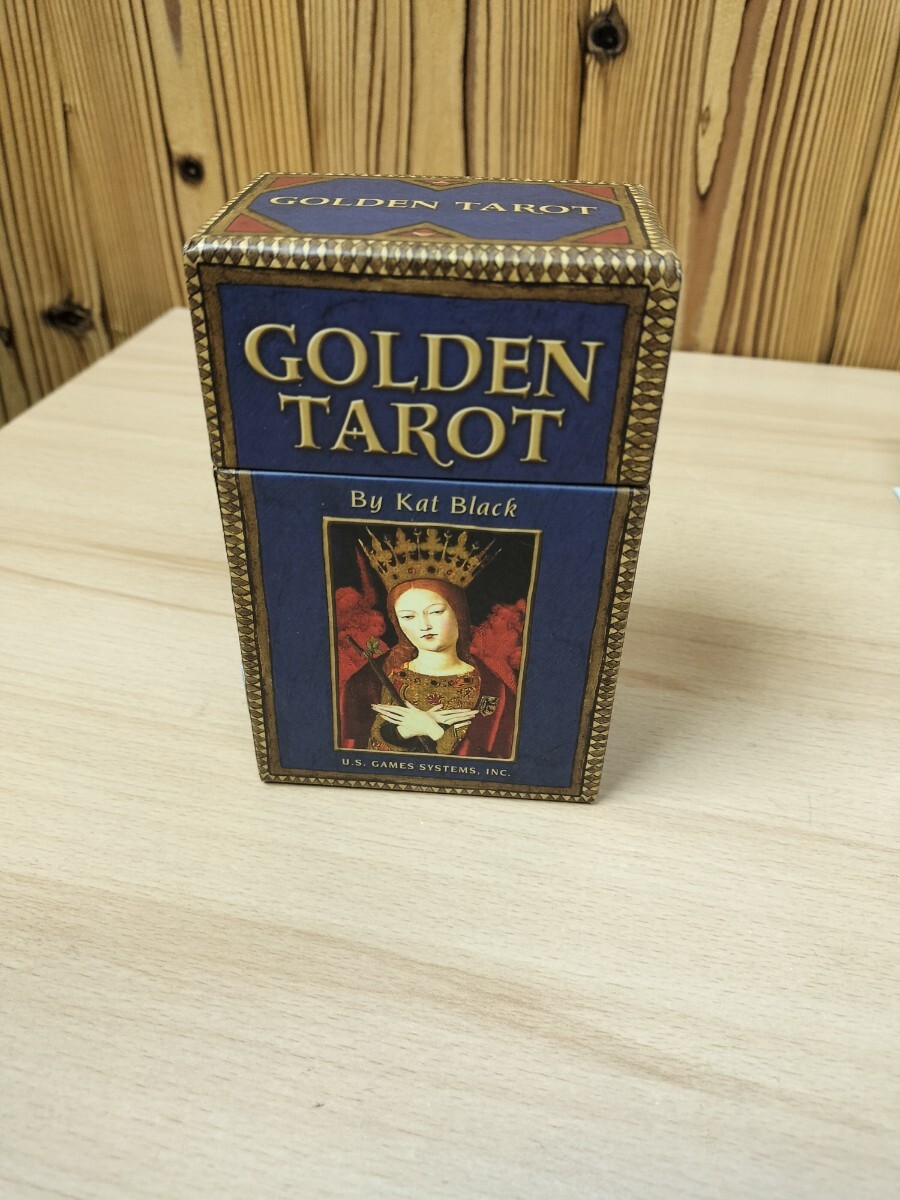 GOLDEN TAROT
GOLDEN
TAROT
By Kat Black
U.S. GAMES SYSTEMS, INC.